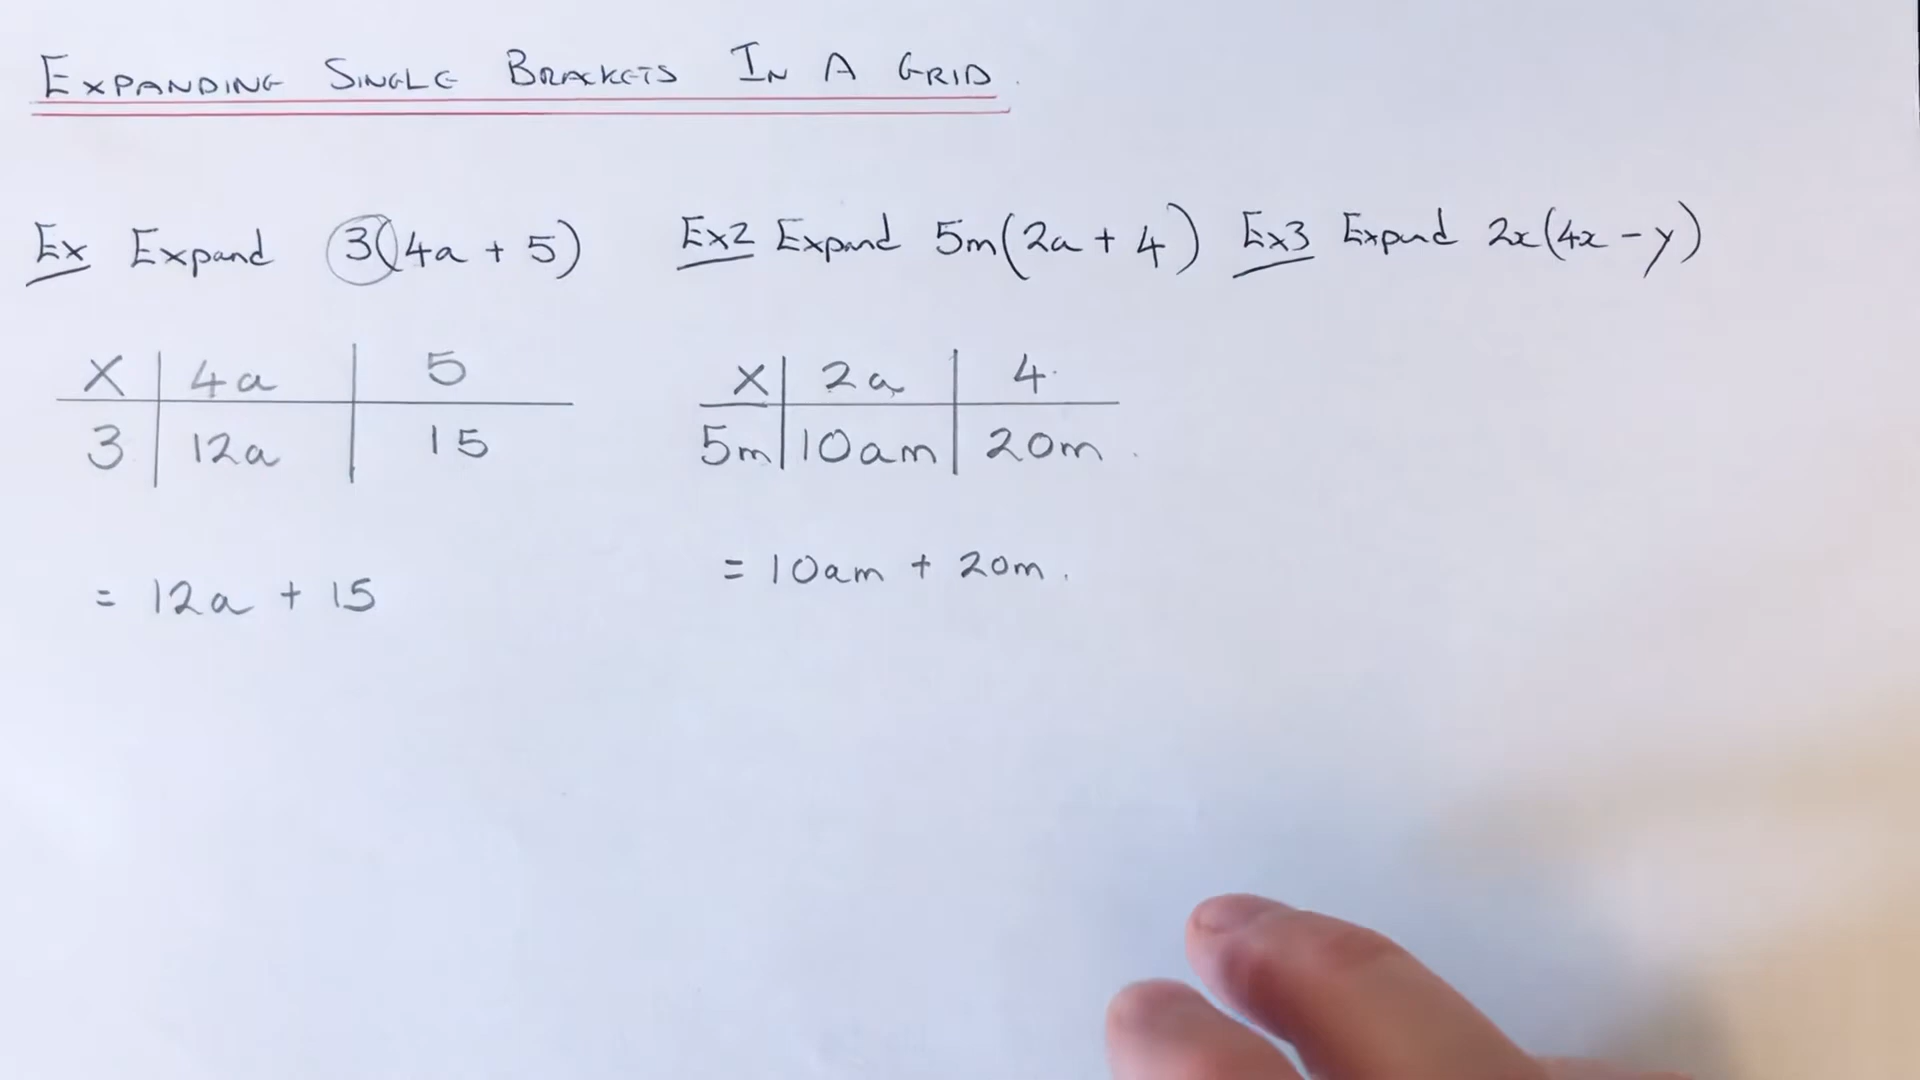 EXPANDING SINGLE BRACKETS IN A GRID.
Ex Expand 3(4a + 5)
X | 4a | 5
3 | 12a | 15
= 12a + 15
Ex2 Expand 5m(2a + 4)
X | 2a | 4
5m | 10am | 20m
= 10am + 20m.
Ex3 Expand 2x(4x - y)